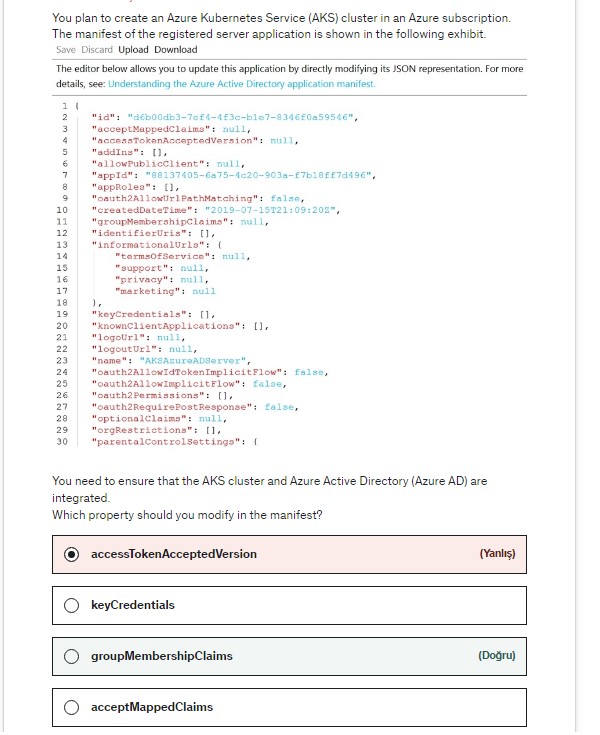 You plan to create an Azure Kubernetes Service (AKS) cluster in an Azure subscription.
The manifest of the registered server application is shown in the following exhibit.
Save Discard Upload Download
The editor below allows you to update this application by directly modifying its JSON representation. For more
details, see: Understanding the Azure Active Directory application manifest.
1 {
2 "id": "d6b00db3-7ef4-4f3c-b1e7-8346f0a59546",
3 "acceptMappedClaims": null,
4 "accessTokenAcceptedVersion": null,
5 "addIns": [],
6 "allowPublicClient": null,
7 "appId": "88137405-6a75-4c20-903a-f7b18ff7d496",
8 "appRoles": [],
9 "oauth2AllowUrlPathMatching": false,
10 "createdDateTime": "2019-07-15T21:09:20Z",
11 "groupMembershipClaims": null,
12 "identifierUris": [],
13 "informationalUrls": {
14 "termsOfService": null,
15 "support": null,
16 "privacy": null,
17 "marketing": null
18 },
19 "keyCredentials": [],
20 "knownClientApplications": [],
21 "logoUrl": null,
22 "logoutUrl": null,
23 "name": "AKSAzureADServer",
24 "oauth2AllowIdTokenImplicitFlow": false,
25 "oauth2AllowImplicitFlow": false,
26 "oauth2Permissions": [],
27 "oauth2RequirePostResponse": false,
28 "optionalClaims": null,
29 "orgRestrictions": [],
30 "parentalControlSettings": {
You need to ensure that the AKS cluster and Azure Active Directory (Azure AD) are
integrated.
Which property should you modify in the manifest?
accessTokenAcceptedVersion (Yanlış)
keyCredentials
groupMembershipClaims (Doğru)
acceptMappedClaims